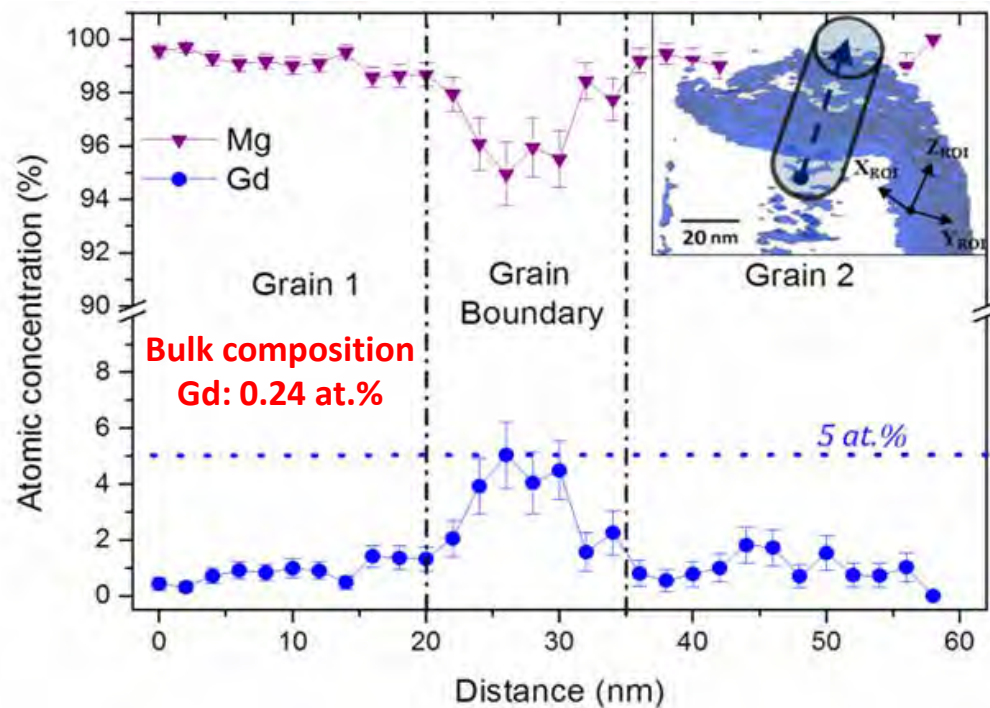 100
98
96
94
92
90
8
6
4
2
0
Atomic concentration (%)
Mg
Gd
Grain 1
Grain
Boundary
Grain 2
Bulk composition
Gd: 0.24 at.%
5 at.%
20 nm
X ROI
Z ROI
Y ROI
0 10 20 30 40 50 60
Distance (nm)